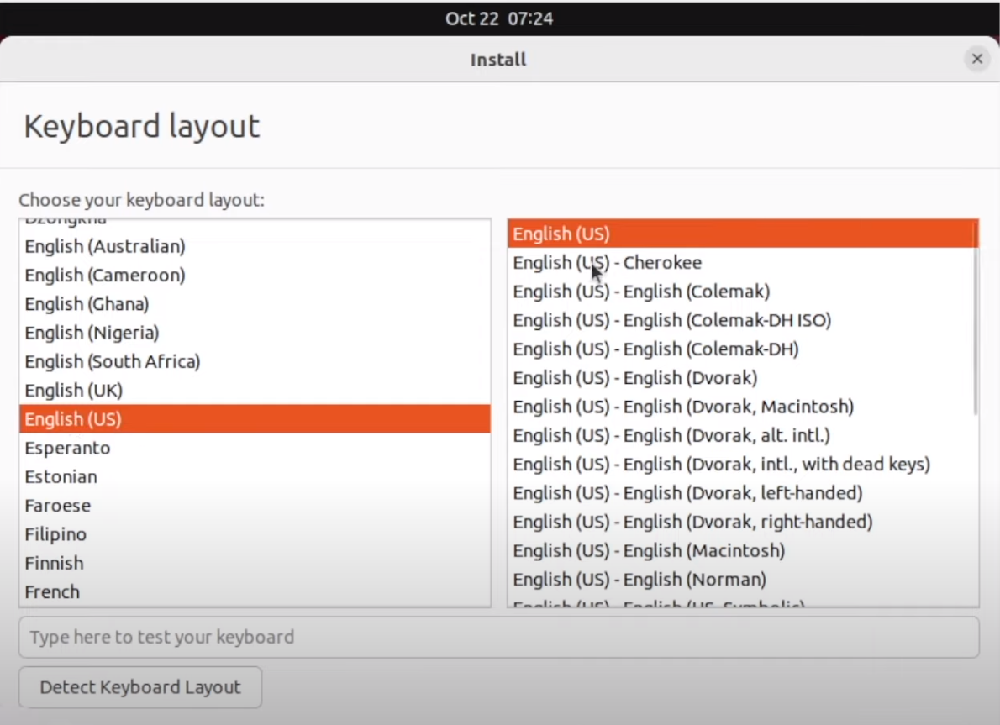 Oct 22 07:24
Install
Keyboard layout
Choose your keyboard layout:
Dzongkha
English (Australian)
English (Cameroon)
English (Ghana)
English (Nigeria)
English (South Africa)
English (UK)
English (US)
Esperanto
Estonian
Faroese
Filipino
Finnish
French
English (US)
English (US) - Cherokee
English (US) - English (Colemak)
English (US) - English (Colemak-DH ISO)
English (US) - English (Colemak-DH)
English (US) - English (Dvorak)
English (US) - English (Dvorak, Macintosh)
English (US) - English (Dvorak, alt. intl.)
English (US) - English (Dvorak, intl., with dead keys)
English (US) - English (Dvorak, left-handed)
English (US) - English (Dvorak, right-handed)
English (US) - English (Macintosh)
English (US) - English (Norman)
English (US) - English (US, Symbolic)
Type here to test your keyboard
Detect Keyboard Layout